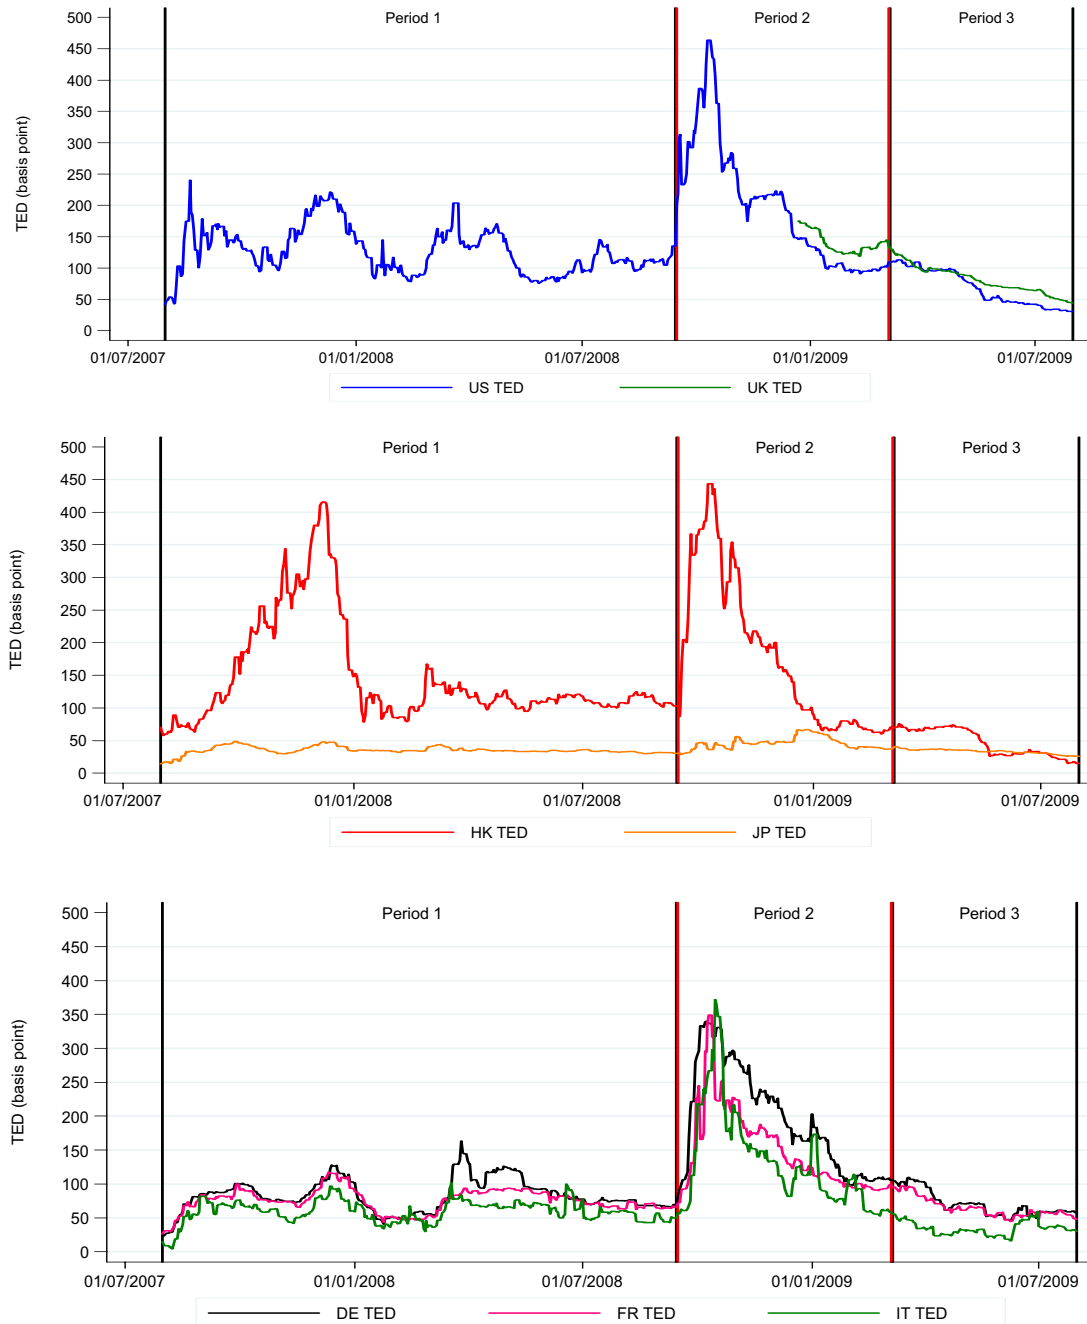 Period 1 Period 2 Period 3
500
450
400
350
300
250
200
150
100
50
0
TED (basis point)
01/07/2007 01/01/2008 01/07/2008 01/01/2009 01/07/2009
US TED UK TED
Period 1 Period 2 Period 3
500
450
400
350
300
250
200
150
100
50
0
TED (basis point)
01/07/2007 01/01/2008 01/07/2008 01/01/2009 01/07/2009
HK TED JP TED
Period 1 Period 2 Period 3
500
450
400
350
300
250
200
150
100
50
0
TED (basis point)
01/07/2007 01/01/2008 01/07/2008 01/01/2009 01/07/2009
DE TED FR TED IT TED